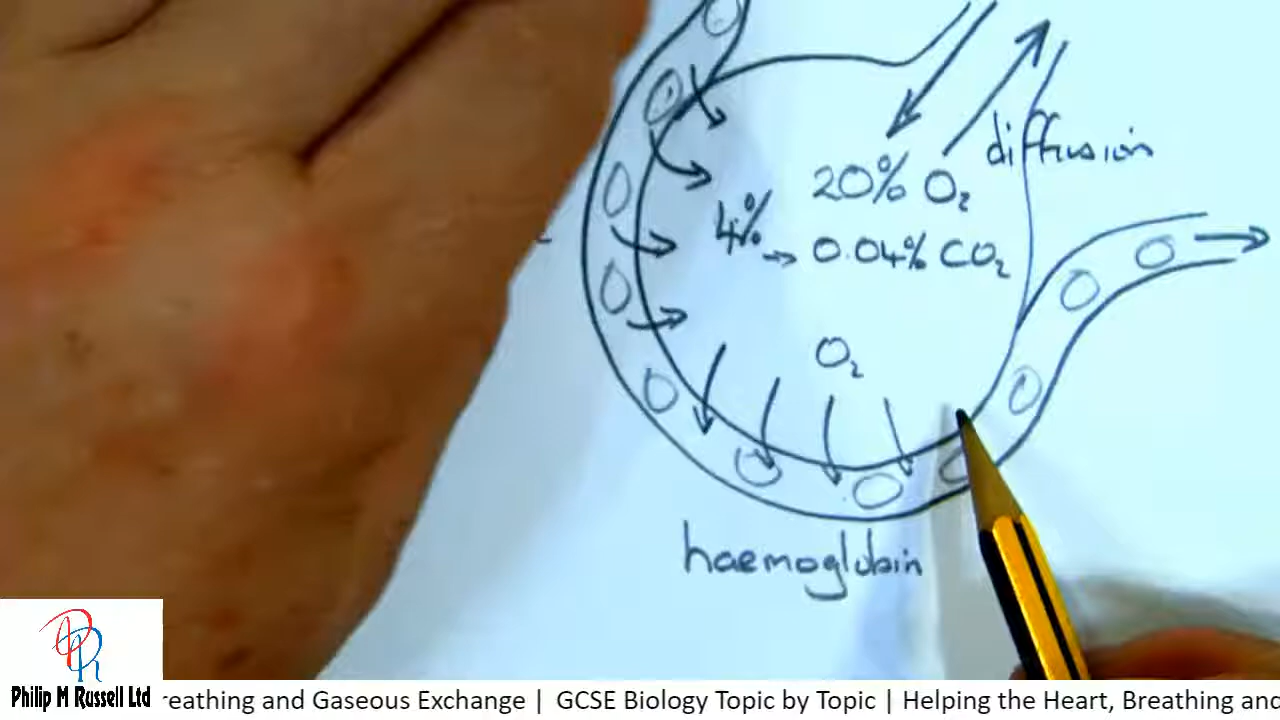 diffusion
20% O₂
4% → 0.04% CO₂
O₂
haemoglobin
Philip M Russell Ltd
reathing and Gaseous Exchange | GCSE Biology Topic by Topic | Helping the Heart, Breathing and